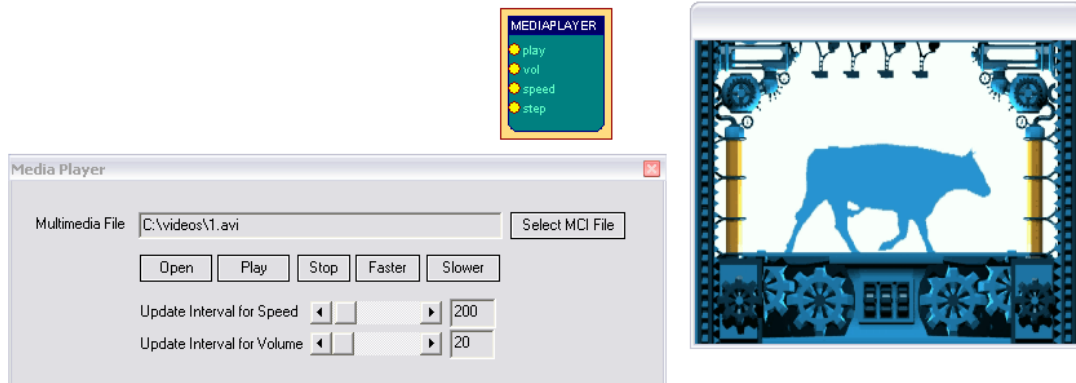 MEDIAPLAYER
play
vol
speed
step
Media Player
Multimedia File C:\videos\1.avi Select MCI File
Open Play Stop Faster Slower
Update Interval for Speed 200
Update Interval for Volume 20